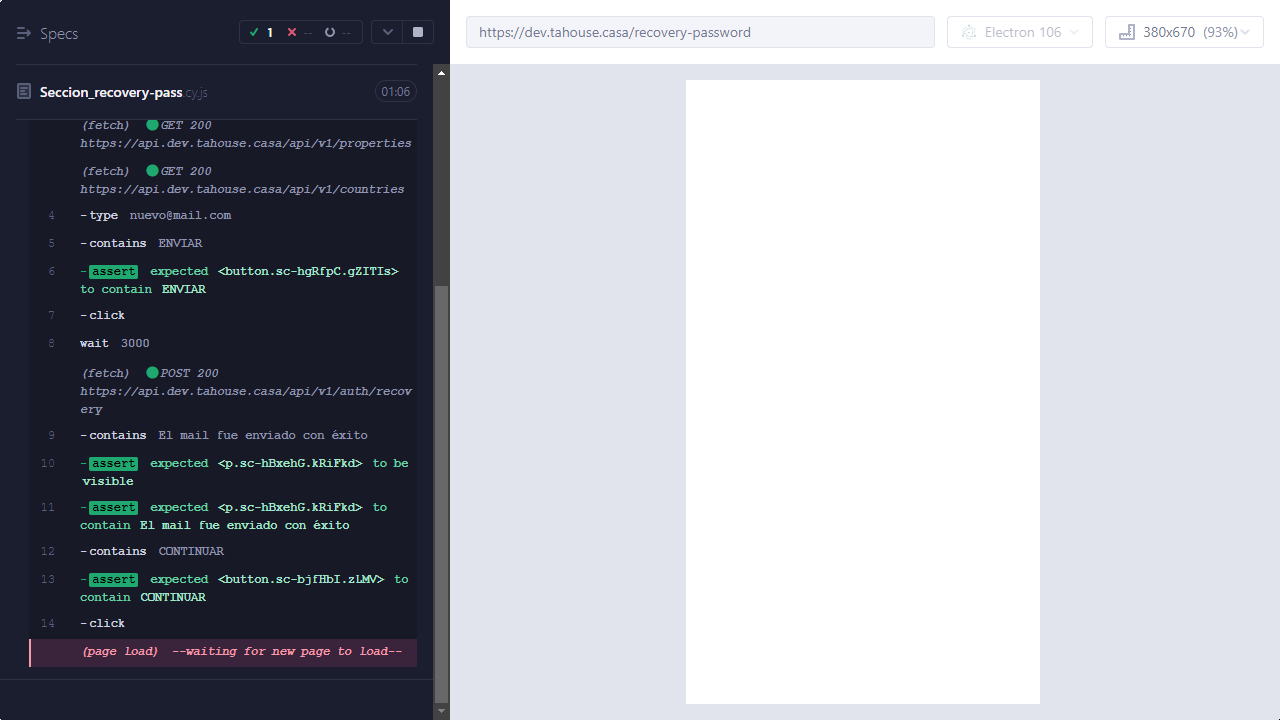 Specs
1 -- --
https://dev.tahouse.casa/recovery-password
Electron 106
380x670 (93%)
Seccion_recovery-pass.cy.js
01:06
(fetch) GET 200
https://api.dev.tahouse.casa/api/v1/properties
(fetch) GET 200
https://api.dev.tahouse.casa/api/v1/countries
4 -type nuevo@mail.com
5 -contains ENVIAR
6 -assert expected <button.sc-hgRfpC.gZITIs>
to contain ENVIAR
7 -click
8 wait 3000
(fetch) POST 200
https://api.dev.tahouse.casa/api/v1/auth/recov
ery
9 -contains El mail fue enviado con éxito
10 -assert expected <p.sc-hBxehG.kRiFkd> to be
visible
11 -assert expected <p.sc-hBxehG.kRiFkd> to
contain El mail fue enviado con éxito
12 -contains CONTINUAR
13 -assert expected <button.sc-bjfHbI.zLMV> to
contain CONTINUAR
14 -click
(page load) --waiting for new page to load--